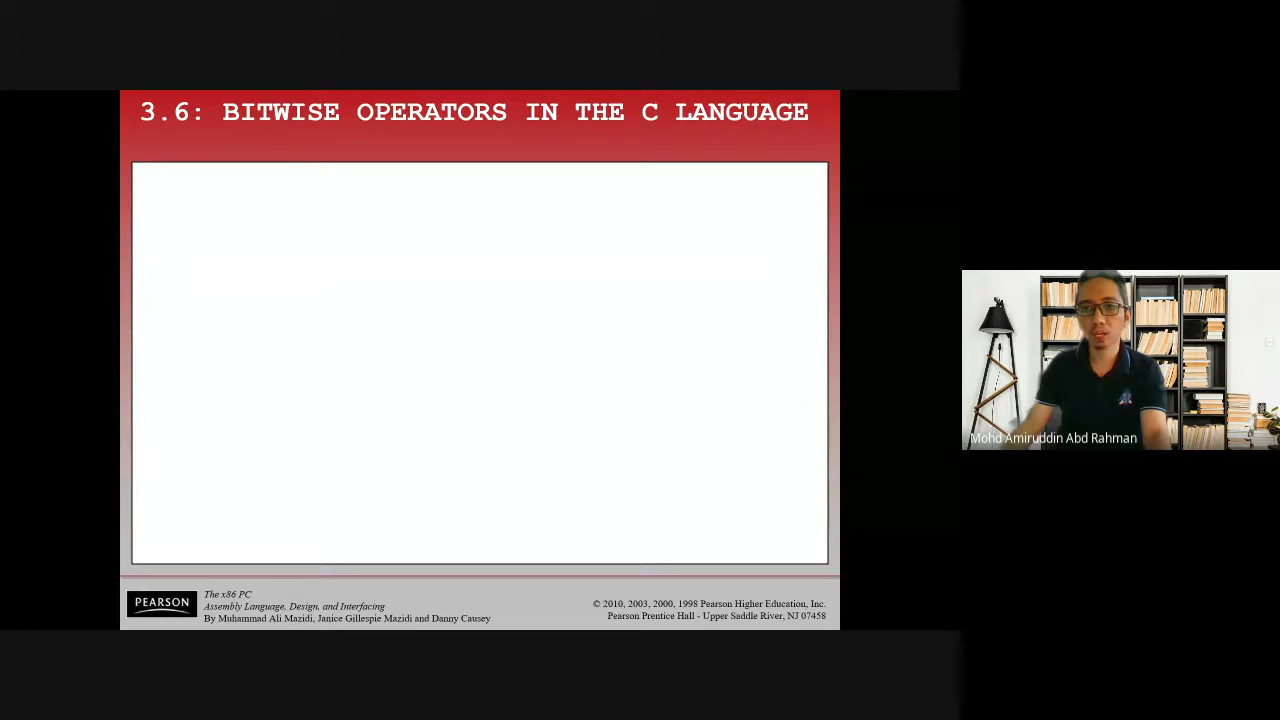 3.6: BITWISE OPERATORS IN THE C LANGUAGE
PEARSON
The x86 PC
Assembly Language, Design, and Interfacing
By Muhammad Ali Mazidi, Janice Gillespie Mazidi and Danny Causey
© 2010, 2003, 2000, 1998 Pearson Higher Education, Inc.
Pearson Prentice Hall - Upper Saddle River, NJ 07458
Mohd Amiruddin Abd Rahman